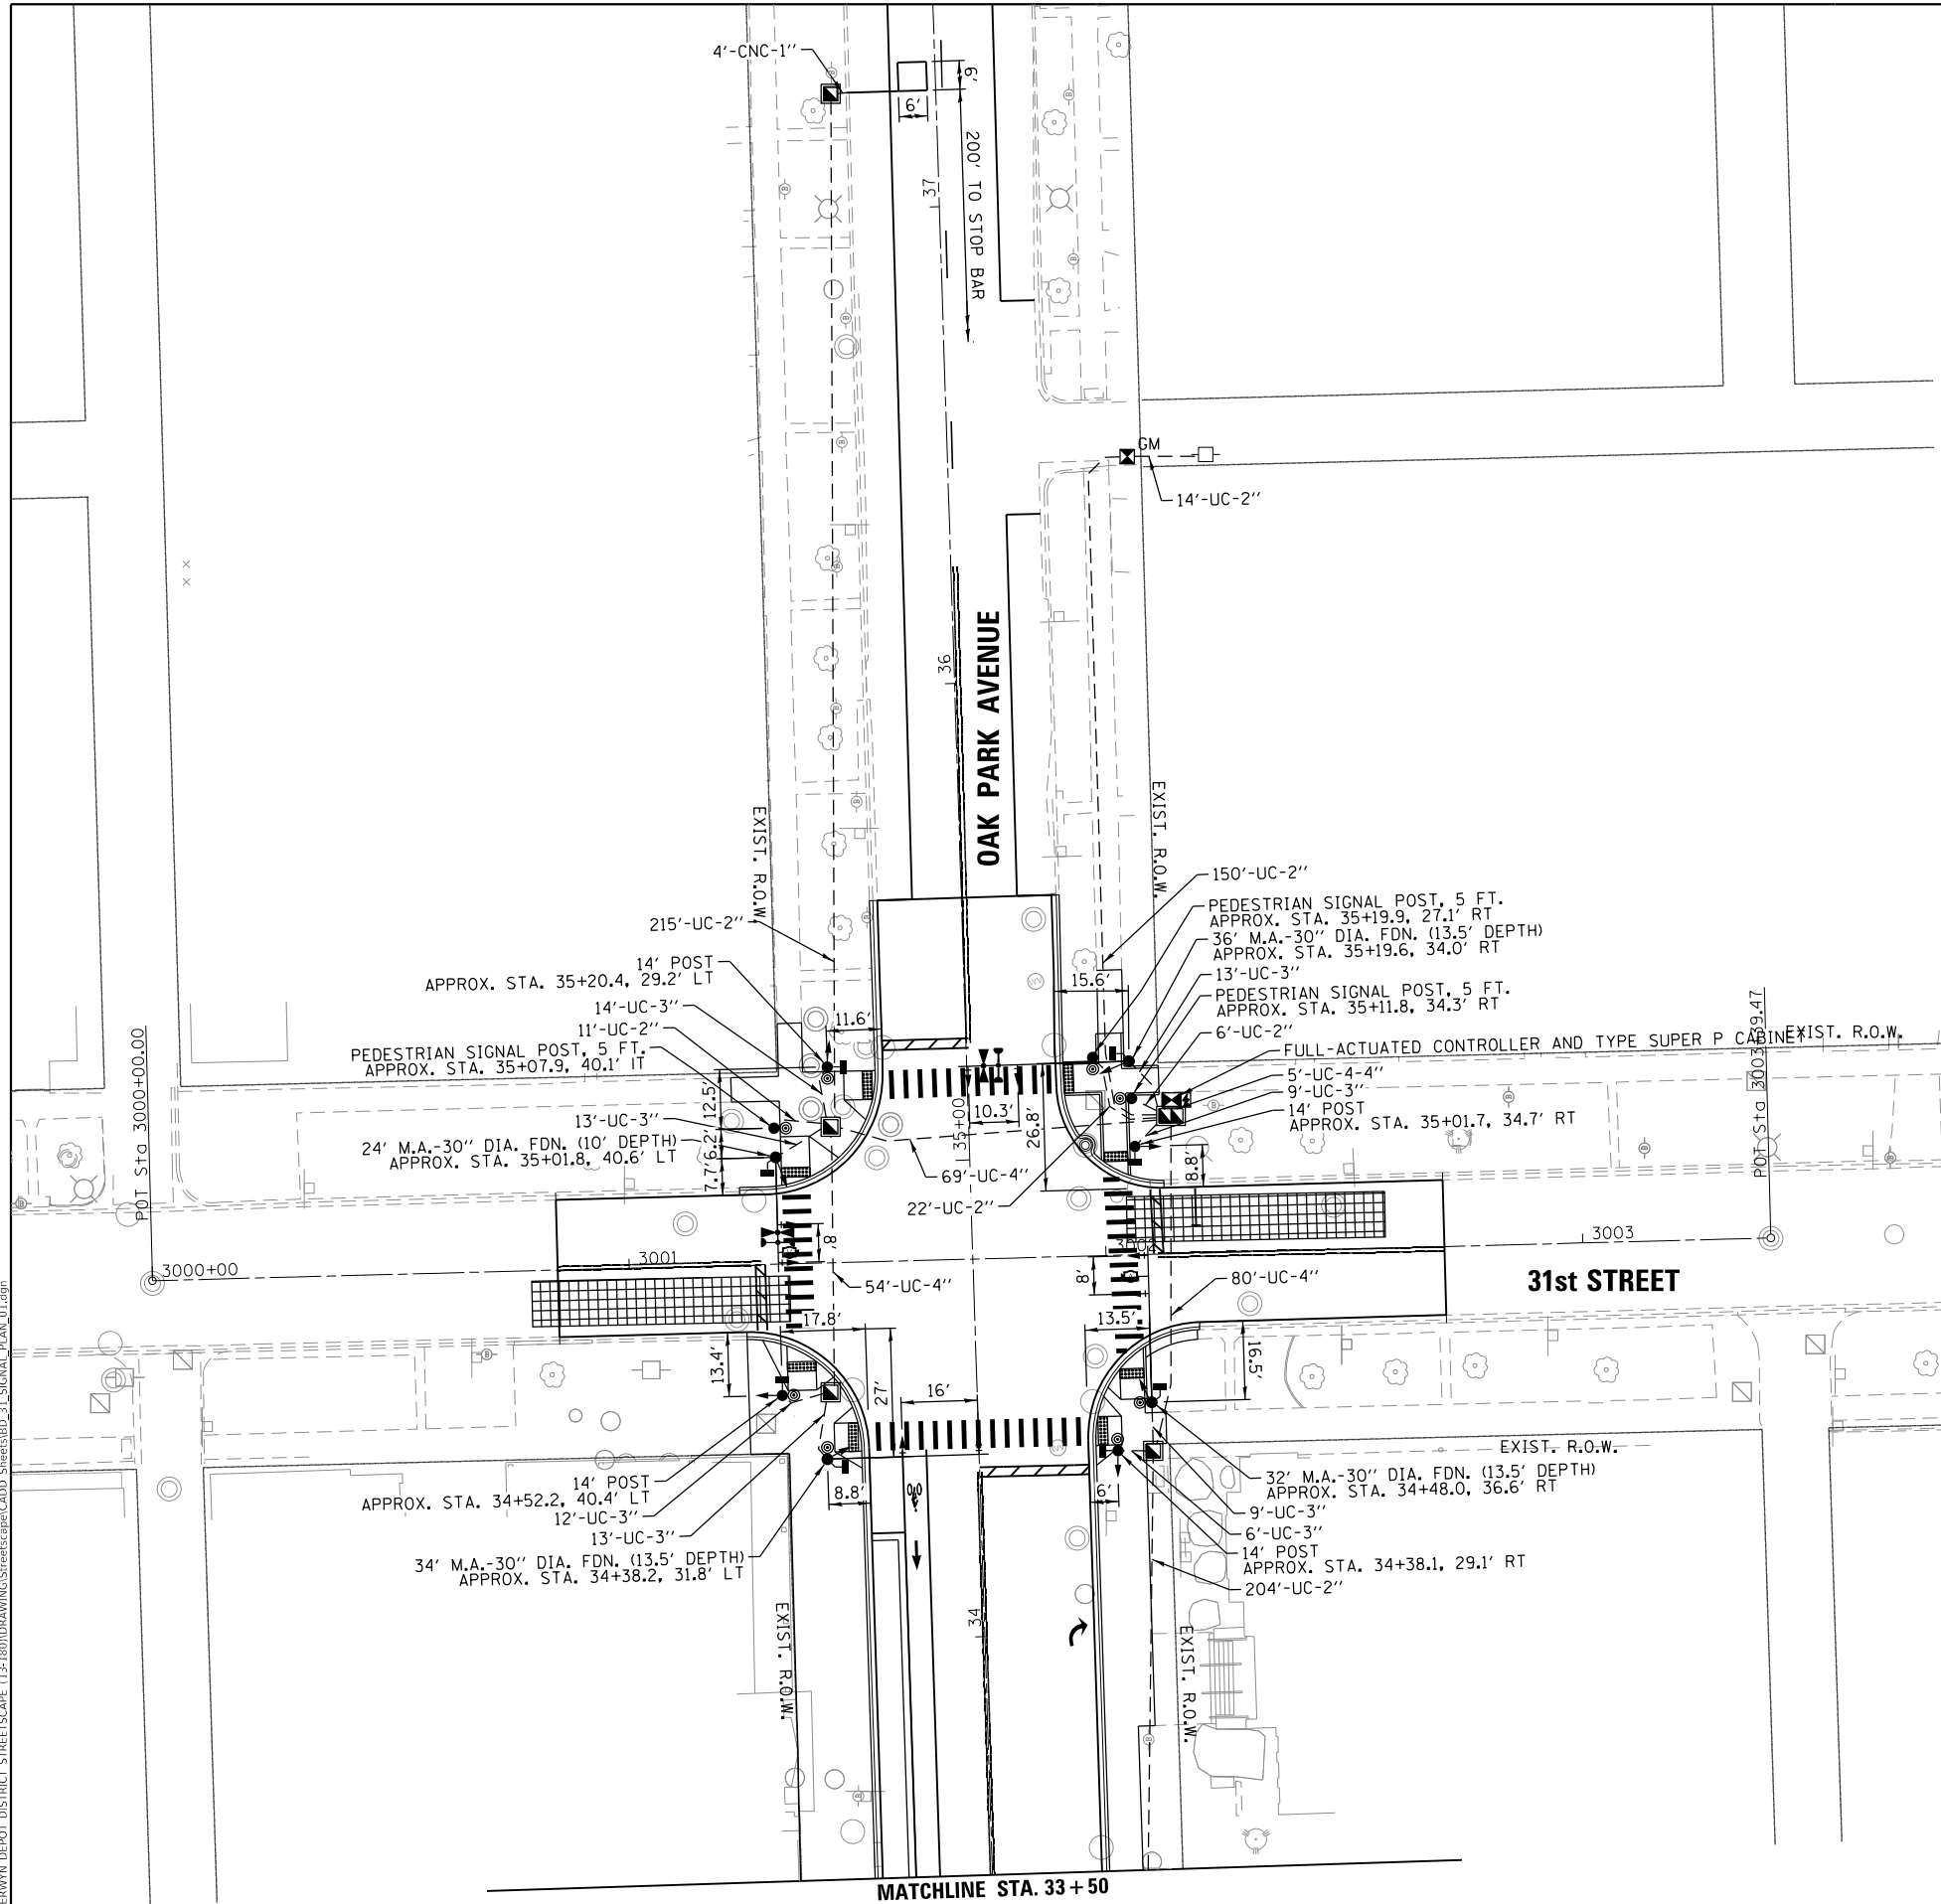 4'-CNC-1"
6'
6'
200' TO STOP BAR
37
GM
14'-UC-2"
36
OAK PARK AVENUE
EXIST. R.O.W.
EXIST. R.O.W.
150'-UC-2"
PEDESTRIAN SIGNAL POST, 5 FT.
APPROX. STA. 35+19.9, 27.1' RT
36' M.A.-30" DIA. FDN. (13.5' DEPTH)
APPROX. STA. 35+19.6, 34.0' RT
13'-UC-3"
PEDESTRIAN SIGNAL POST, 5 FT.
APPROX. STA. 35+11.8, 34.3' RT
6'-UC-2"
FULL-ACTUATED CONTROLLER AND TYPE SUPER P CABINET
EXIST. R.O.W.
5'-UC-4-4"
9'-UC-3"
14' POST
APPROX. STA. 35+01.7, 34.7' RT
215'-UC-2"
14' POST
APPROX. STA. 35+20.4, 29.2' LT
14'-UC-3"
11'-UC-2"
PEDESTRIAN SIGNAL POST, 5 FT.
APPROX. STA. 35+07.9, 40.1' lT
13'-UC-3"
24' M.A.-30" DIA. FDN. (10' DEPTH)
APPROX. STA. 35+01.8, 40.6' LT
11.6'
15.6'
12.5'
6.2'
7.7'
10.3'
26.8'
35+00
8.8'
69'-UC-4"
22'-UC-2"
POT Sta 3000+00.00
3000+00
3001
3002
3003
8'
8'
54'-UC-4"
80'-UC-4"
31st STREET
17.8'
13.5'
13.4'
27'
16'
16.5'
8.8'
6'
14' POST
APPROX. STA. 34+52.2, 40.4' LT
12'-UC-3"
13'-UC-3"
34' M.A.-30" DIA. FDN. (13.5' DEPTH)
APPROX. STA. 34+38.2, 31.8' LT
EXIST. R.O.W.
32' M.A.-30" DIA. FDN. (13.5' DEPTH)
APPROX. STA. 34+48.0, 36.6' RT
9'-UC-3"
6'-UC-3"
14' POST
APPROX. STA. 34+38.1, 29.1' RT
204'-UC-2"
34
EXIST. R.O.W.
EXIST. R.O.W.
MATCHLINE STA. 33+50